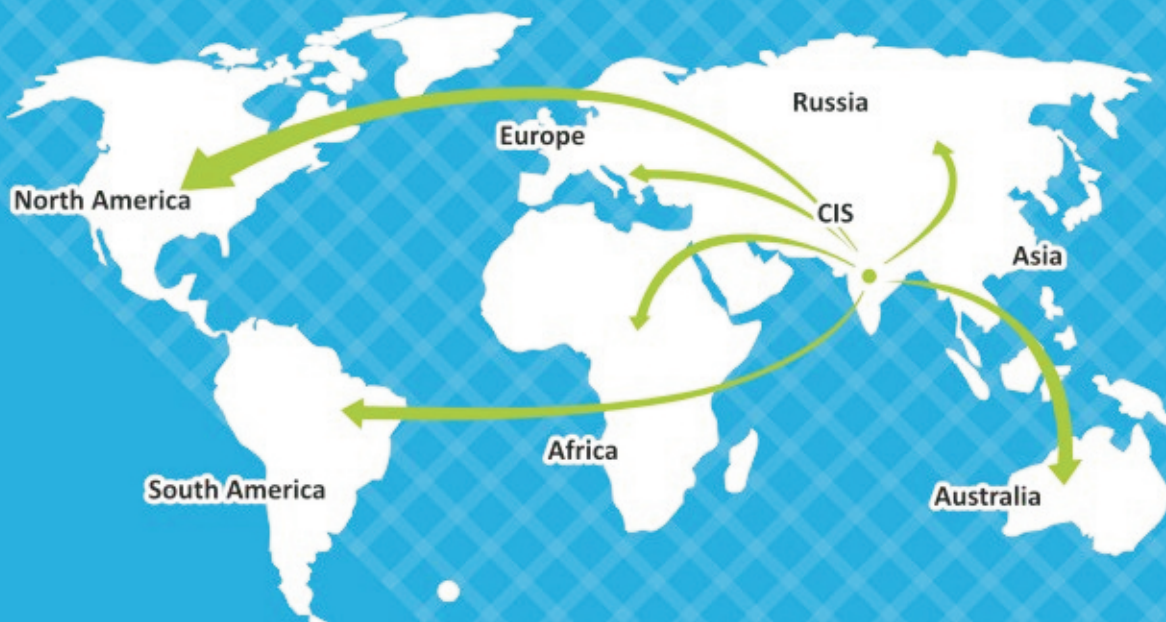 Russia
Europe
North America
CIS
Asia
Africa
South America
Australia